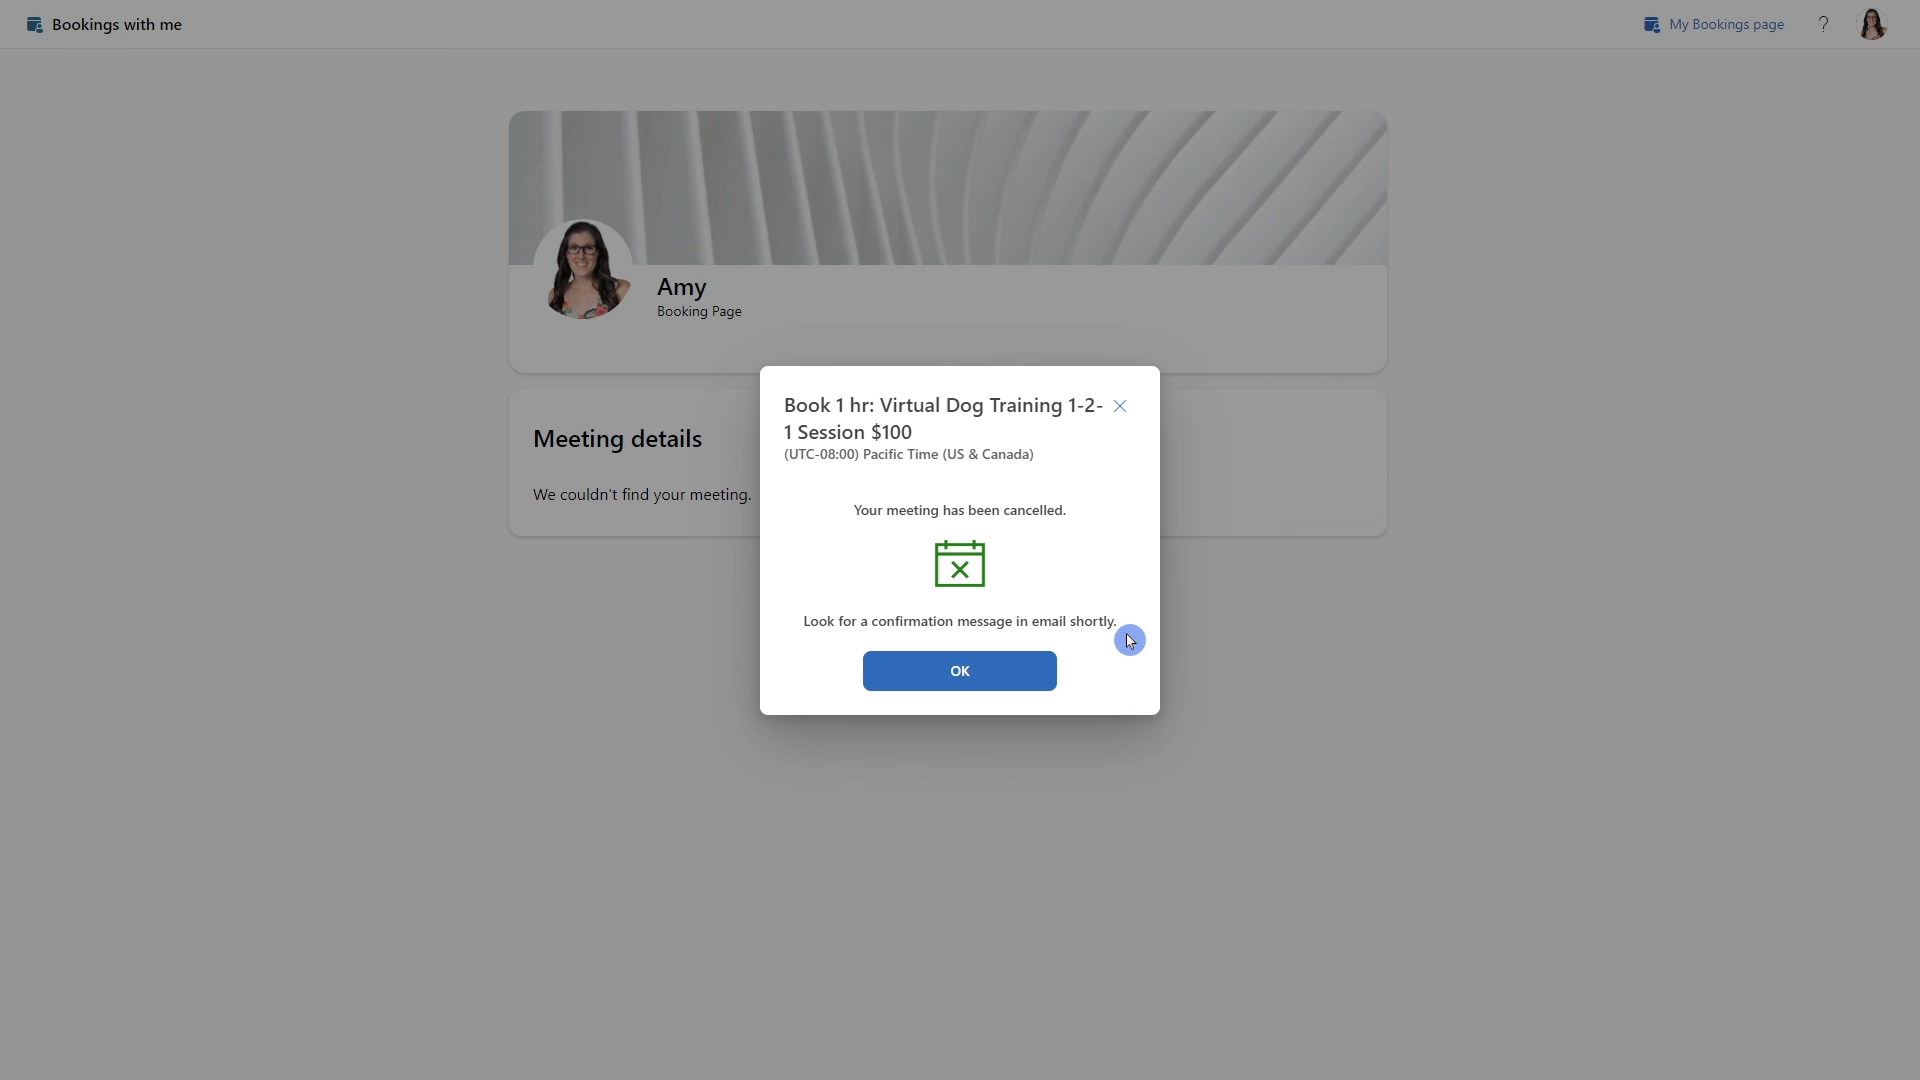 Bookings with me
My Bookings page
?
Amy
Booking Page
Meeting details
We couldn't find your meeting.
Book 1 hr: Virtual Dog Training 1-2-
1 Session $100
(UTC-08:00) Pacific Time (US & Canada)
Your meeting has been cancelled.
Look for a confirmation message in email shortly.
OK